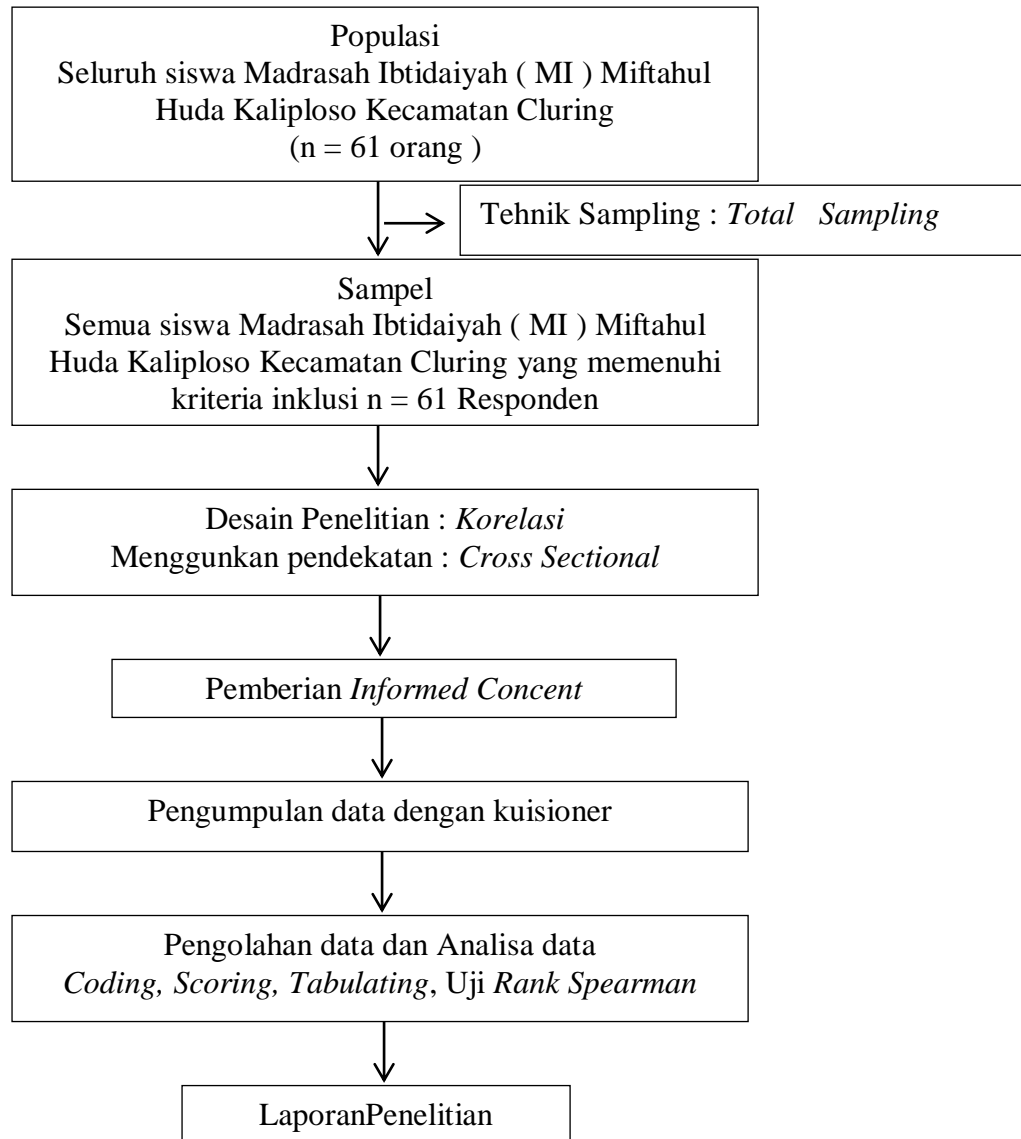 Populasi
Seluruh siswa Madrasah Ibtidaiyah ( MI ) Miftahul
Huda Kaliploso Kecamatan Cluring
(n = 61 orang )
Tehnik Sampling : Total Sampling
Sampel
Semua siswa Madrasah Ibtidaiyah ( MI ) Miftahul
Huda Kaliploso Kecamatan Cluring yang memenuhi
kriteria inklusi n = 61 Responden
Desain Penelitian : Korelasi
Menggunkan pendekatan : Cross Sectional
Pemberian Informed Concent
Pengumpulan data dengan kuisioner
Pengolahan data dan Analisa data
Coding, Scoring, Tabulating, Uji Rank Spearman
LaporanPenelitian